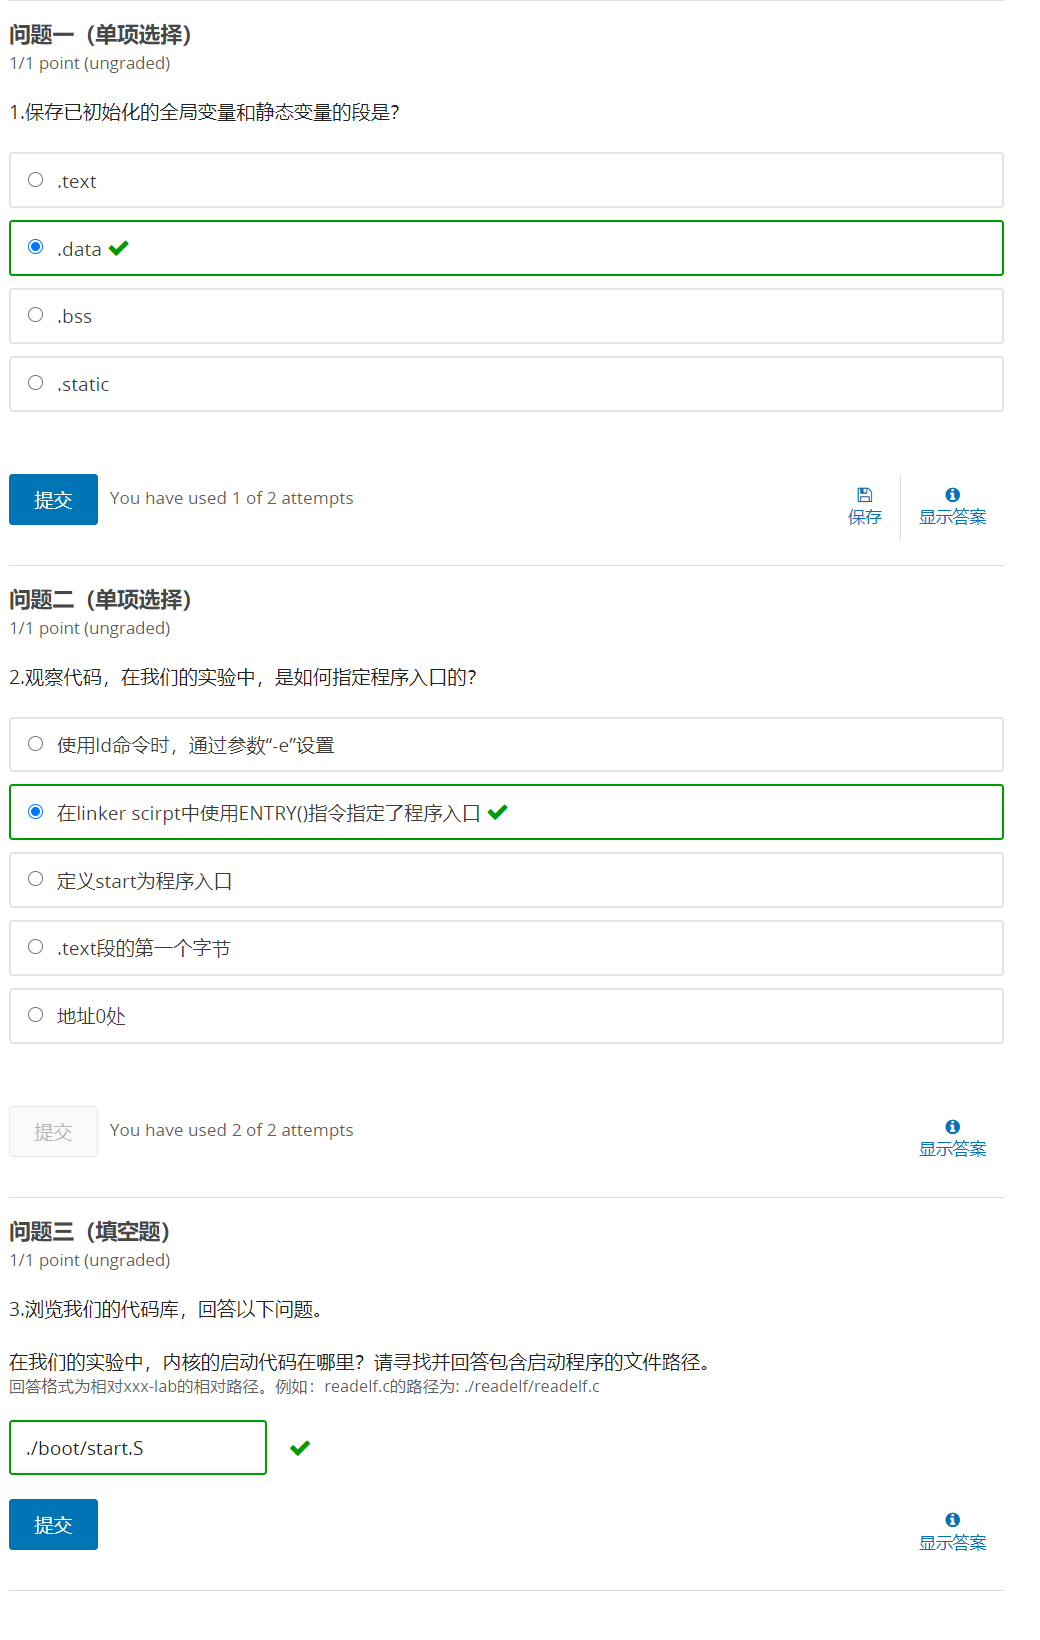 问题一（单项选择）
1/1 point (ungraded)
1.保存已初始化的全局变量和静态变量的段是？
.text
.data
.bss
.static
提交
You have used 1 of 2 attempts
保存
显示答案
问题二（单项选择）
1/1 point (ungraded)
2.观察代码，在我们的实验中，是如何指定程序入口的？
使用ld命令时，通过参数“-e”设置
在linker scirpt中使用ENTRY()指令指定了程序入口
定义start为程序入口
.text段的第一个字节
地址0处
提交
You have used 2 of 2 attempts
显示答案
问题三（填空题）
1/1 point (ungraded)
3.浏览我们的代码库，回答以下问题。
在我们的实验中，内核的启动代码在哪里？请寻找并回答包含启动程序的文件路径。
回答格式为相对xxx-lab的相对路径。例如：readelf.c的路径为: ./readelf/readelf.c
./boot/start.S
提交
显示答案